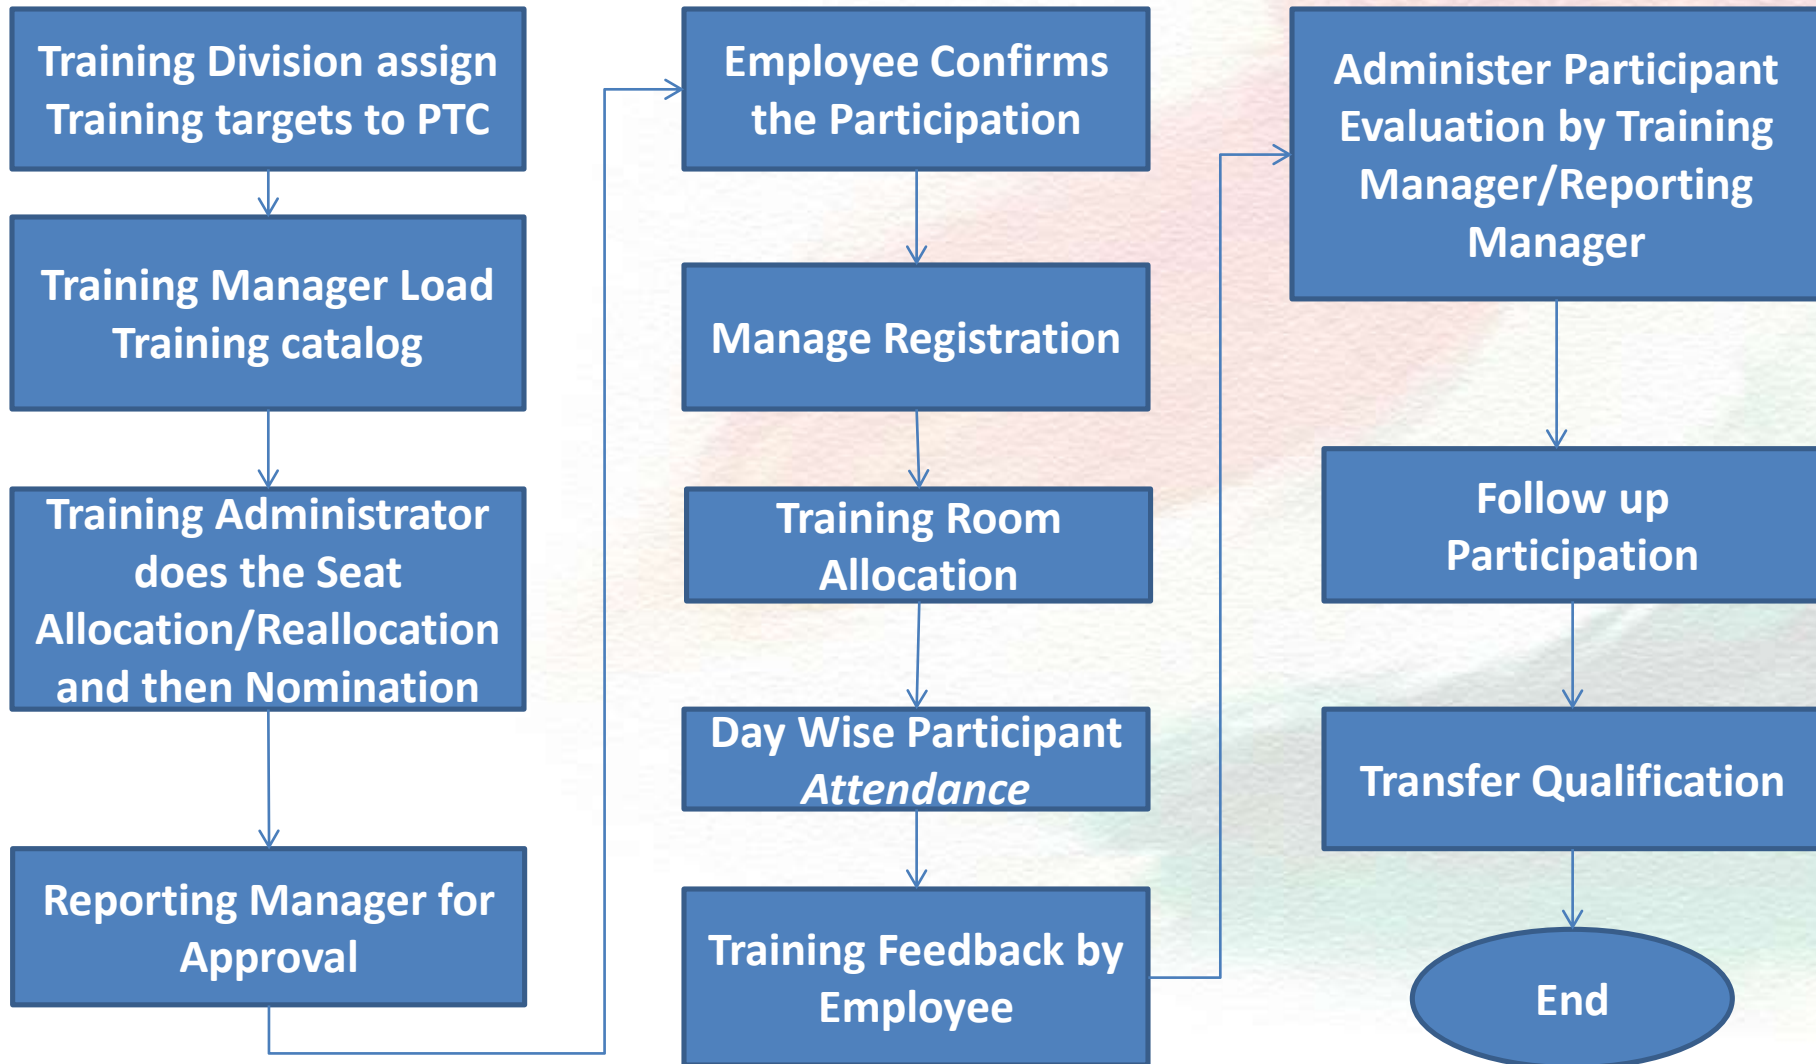 Training Division assign
Training targets to PTC
Training Manager Load
Training catalog
Training Administrator
does the Seat
Allocation/Reallocation
and then Nomination
Reporting Manager for
Approval
Employee Confirms
the Participation
Manage Registration
Training Room
Allocation
Day Wise Participant
Attendance
Training Feedback by
Employee
Administer Participant
Evaluation by Training
Manager/Reporting
Manager
Follow up
Participation
Transfer Qualification
End